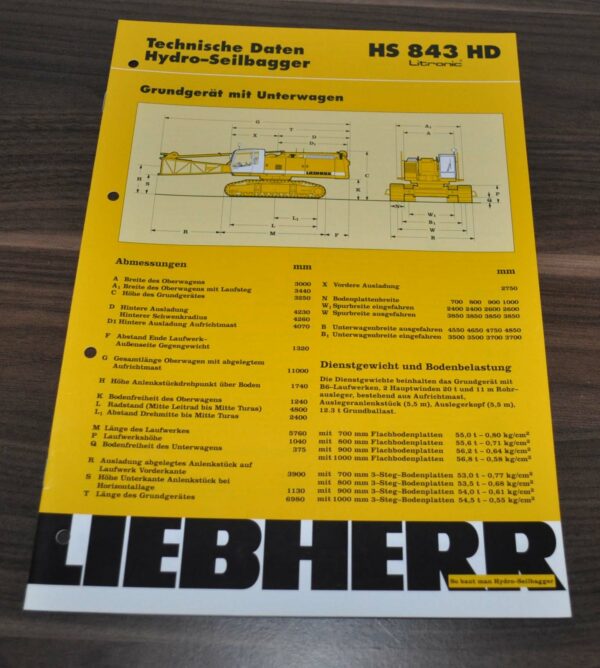 Technische Daten
Hydro-Seilbagger
HS 843 HD
Litronic
Grundgerät mit Unterwagen
LIEBHERR
Abmessungen mm
A Breite des Oberwagens 3000
A₁ Breite des Oberwagens mit Laufsteg 3440
C Höhe des Grundgerätes 3250
D Hintere Ausladung 4230
Hinterer Schwenkradius 4260
D1 Hintere Ausladung Aufrichtmast 4070
F Abstand Ende Laufwerk–
Außenseite Gegengewicht 1320
G Gesamtlänge Oberwagen mit abgelegtem
Aufrichtmast 11000
H Höhe Anlenkstückdrehpunkt über Boden 1740
K Bodenfreiheit des Oberwagens 1240
L Radstand (Mitte Leitrad bis Mitte Turas) 4800
L₁ Abstand Drehmitte bis Mitte Turas 2400
M Länge des Laufwerkes 5760
P Laufwerkshöhe 1040
Q Bodenfreiheit des Unterwagens 375
R Ausladung abgelegtes Anlenkstück auf
Laufwerk Vorderkante 3900
S Höhe Unterkante Anlenkstück bei
Horizontallage 1130
T Länge des Grundgerätes 6980
mm
X Vordere Ausladung 2750
N Bodenplattenbreite 700 800 900 1000
W₁ Spurbreite eingefahren 2400 2400 2600 2600
W Spurbreite ausgefahren 3850 3850 3850 3850
B Unterwagenbreite ausgefahren 4550 4650 4750 4850
B₁ Unterwagenbreite eingefahren 3500 3500 3700 3700
Dienstgewicht und Bodenbelastung
Die Dienstgewichte beinhalten das Grundgerät mit
B6–Laufwerken, 2 Hauptwinden 20 t und 11 m Rohr-
ausleger, bestehend aus Aufrichtmast,
Auslegeranlenkstück (5,5 m), Auslegerkopf (5,5 m),
12.3 t Grundballast.
mit 700 mm Flachbodenplatten 55,0 t – 0,80 kg/cm²
mit 800 mm Flachbodenplatten 55,6 t – 0,71 kg/cm²
mit 900 mm Flachbodenplatten 56,2 t – 0,64 kg/cm²
mit 1000 mm Flachbodenplatten 56,8 t – 0,58 kg/cm²
mit 700 mm 3–Steg–Bodenplatten 53,0 t – 0,77 kg/cm²
mit 800 mm 3–Steg–Bodenplatten 53,5 t – 0,68 kg/cm²
mit 900 mm 3–Steg–Bodenplatten 54,0 t – 0,61 kg/cm²
mit 1000 mm 3–Steg–Bodenplatten 54,5 t – 0,55 kg/cm²
LIEBHERR
So baut man Hydro-Seilbagger